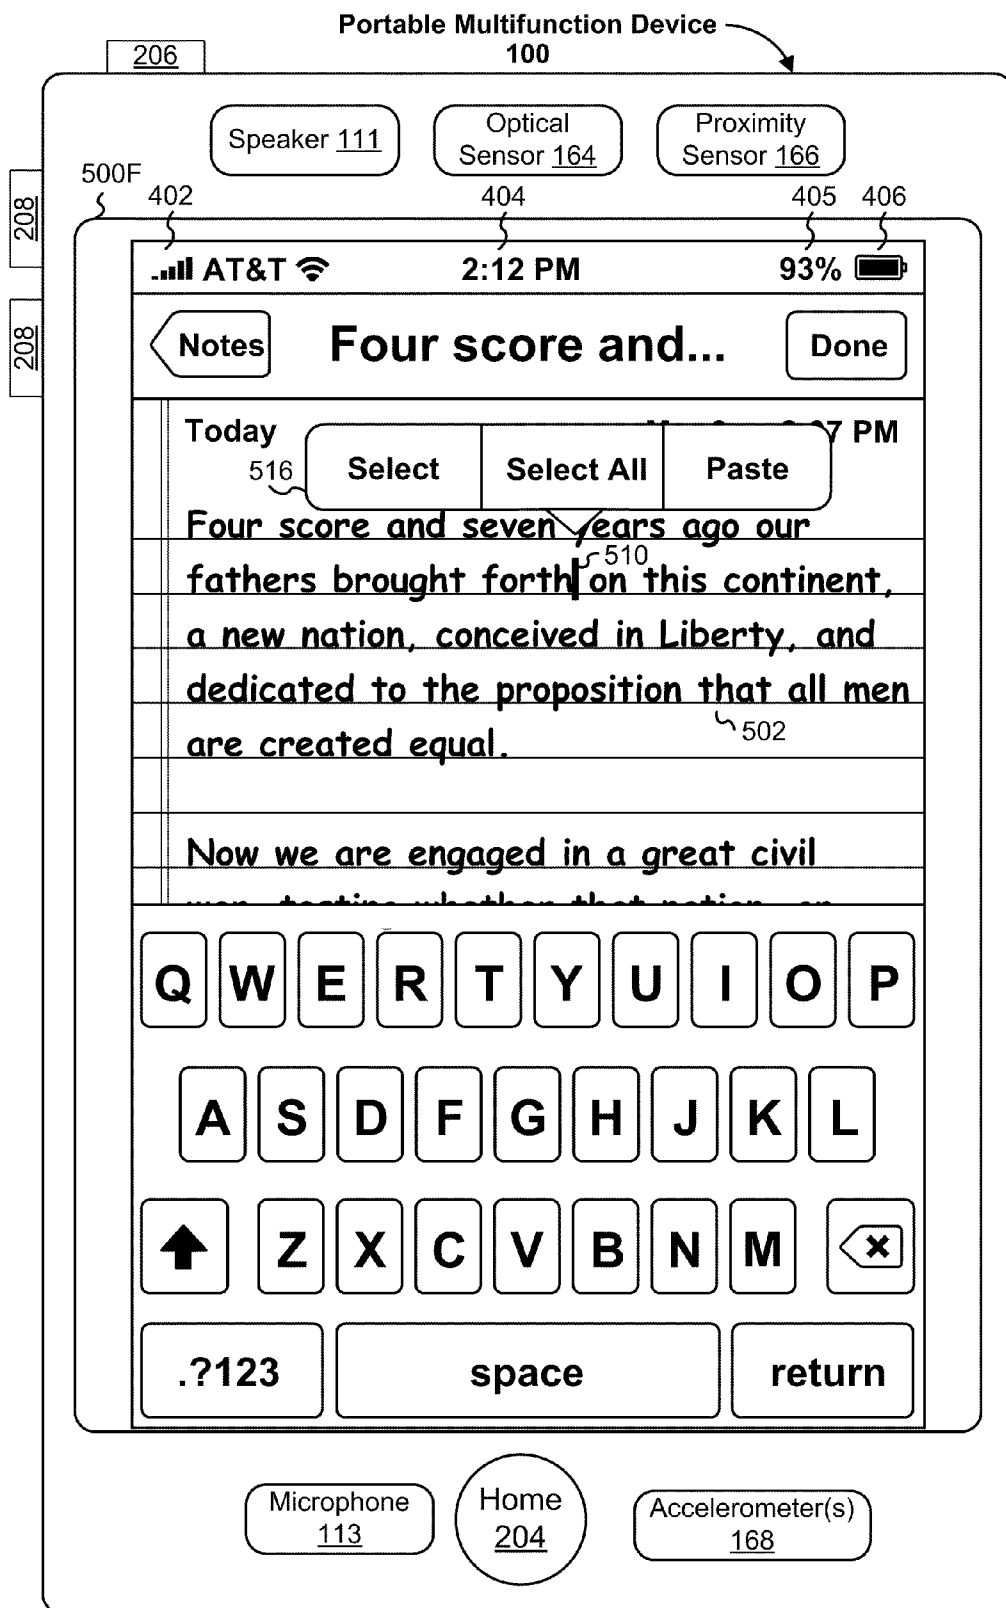 Portable Multifunction Device
100
206
Speaker 111
Optical
Sensor 164
Proximity
Sensor 166
500F
402
404
405
406
208
208
AT&T
2:12 PM
93%
Notes
Four score and...
Done
Today
7 PM
516
Select
Select All
Paste
Four score and seven years ago our
510
fathers brought forth on this continent,
a new nation, conceived in Liberty, and
dedicated to the proposition that all men
502
are created equal.
Now we are engaged in a great civil
Q W E R T Y U I O P
A S D F G H J K L
Z X C V B N M
.?123
space
return
Microphone
113
Home
204
Accelerometer(s)
168